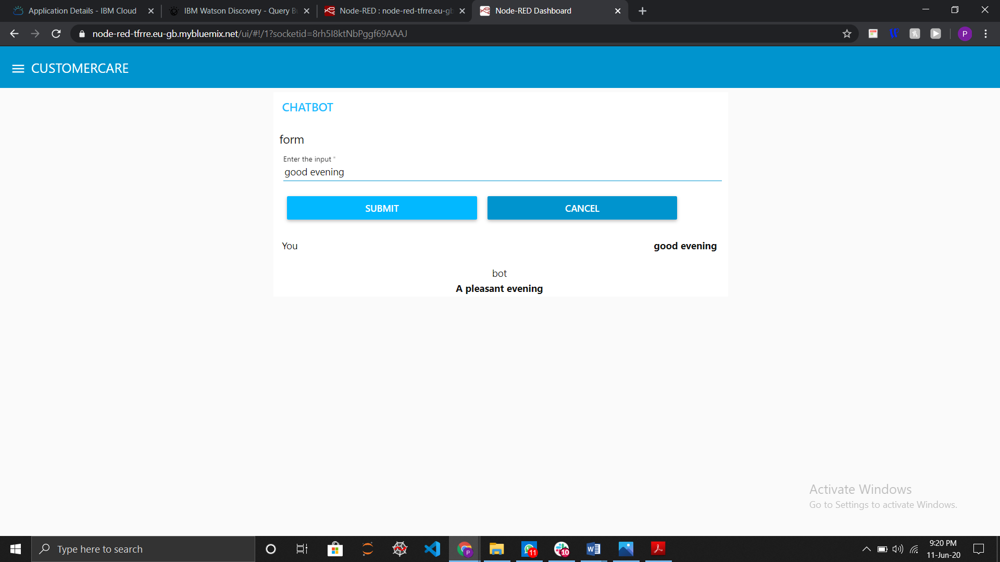 Application Details - IBM Cloud
IBM Watson Discovery - Query B
Node-RED : node-red-tfrre.eu-gb
Node-RED Dashboard
node-red-tfrre.eu-gb.mybluemix.net/ui/#!/1?socketid=8rh5I8ktNbPggf69AAAJ
P
CUSTOMERCARE
CHATBOT
form
Enter the input *
good evening
SUBMIT
CANCEL
You
good evening
bot
A pleasant evening
Activate Windows
Go to Settings to activate Windows.
Type here to search
P
11
10
9:20 PM
11-Jun-20